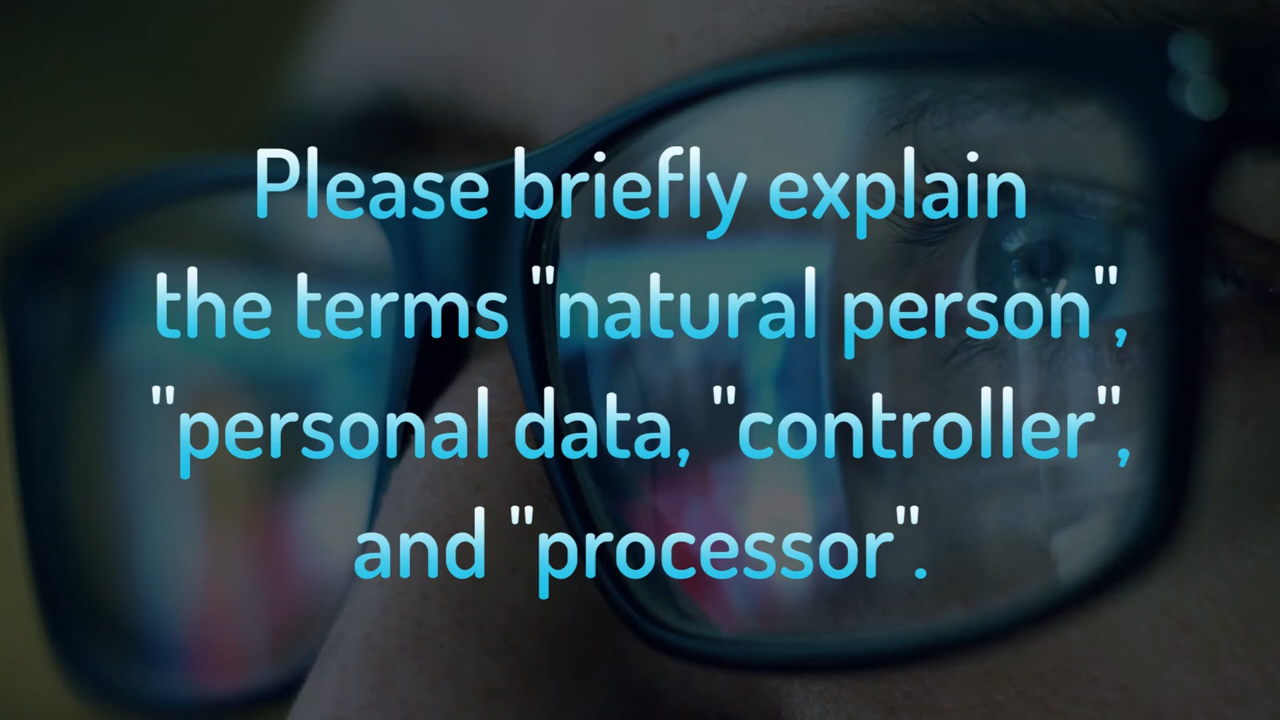 Please briefly explain
the terms "natural person",
"personal data, "controller",
and "processor".